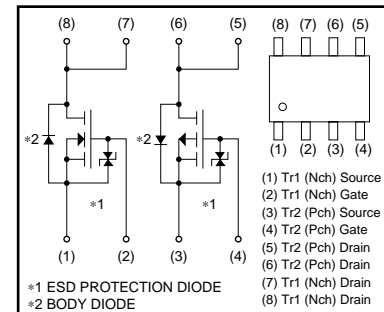 (8) (7) (6) (5)
(8) (7) (6) (5)
∗2 ∗2
∗1 ∗1
(1) (2) (3) (4)
(1) (2) (3) (4)
(1) Tr1 (Nch) Source
(2) Tr1 (Nch) Gate
(3) Tr2 (Pch) Source
(4) Tr2 (Pch) Gate
(5) Tr2 (Pch) Drain
(6) Tr2 (Pch) Drain
(7) Tr1 (Nch) Drain
(8) Tr1 (Nch) Drain
∗1 ESD PROTECTION DIODE
∗2 BODY DIODE